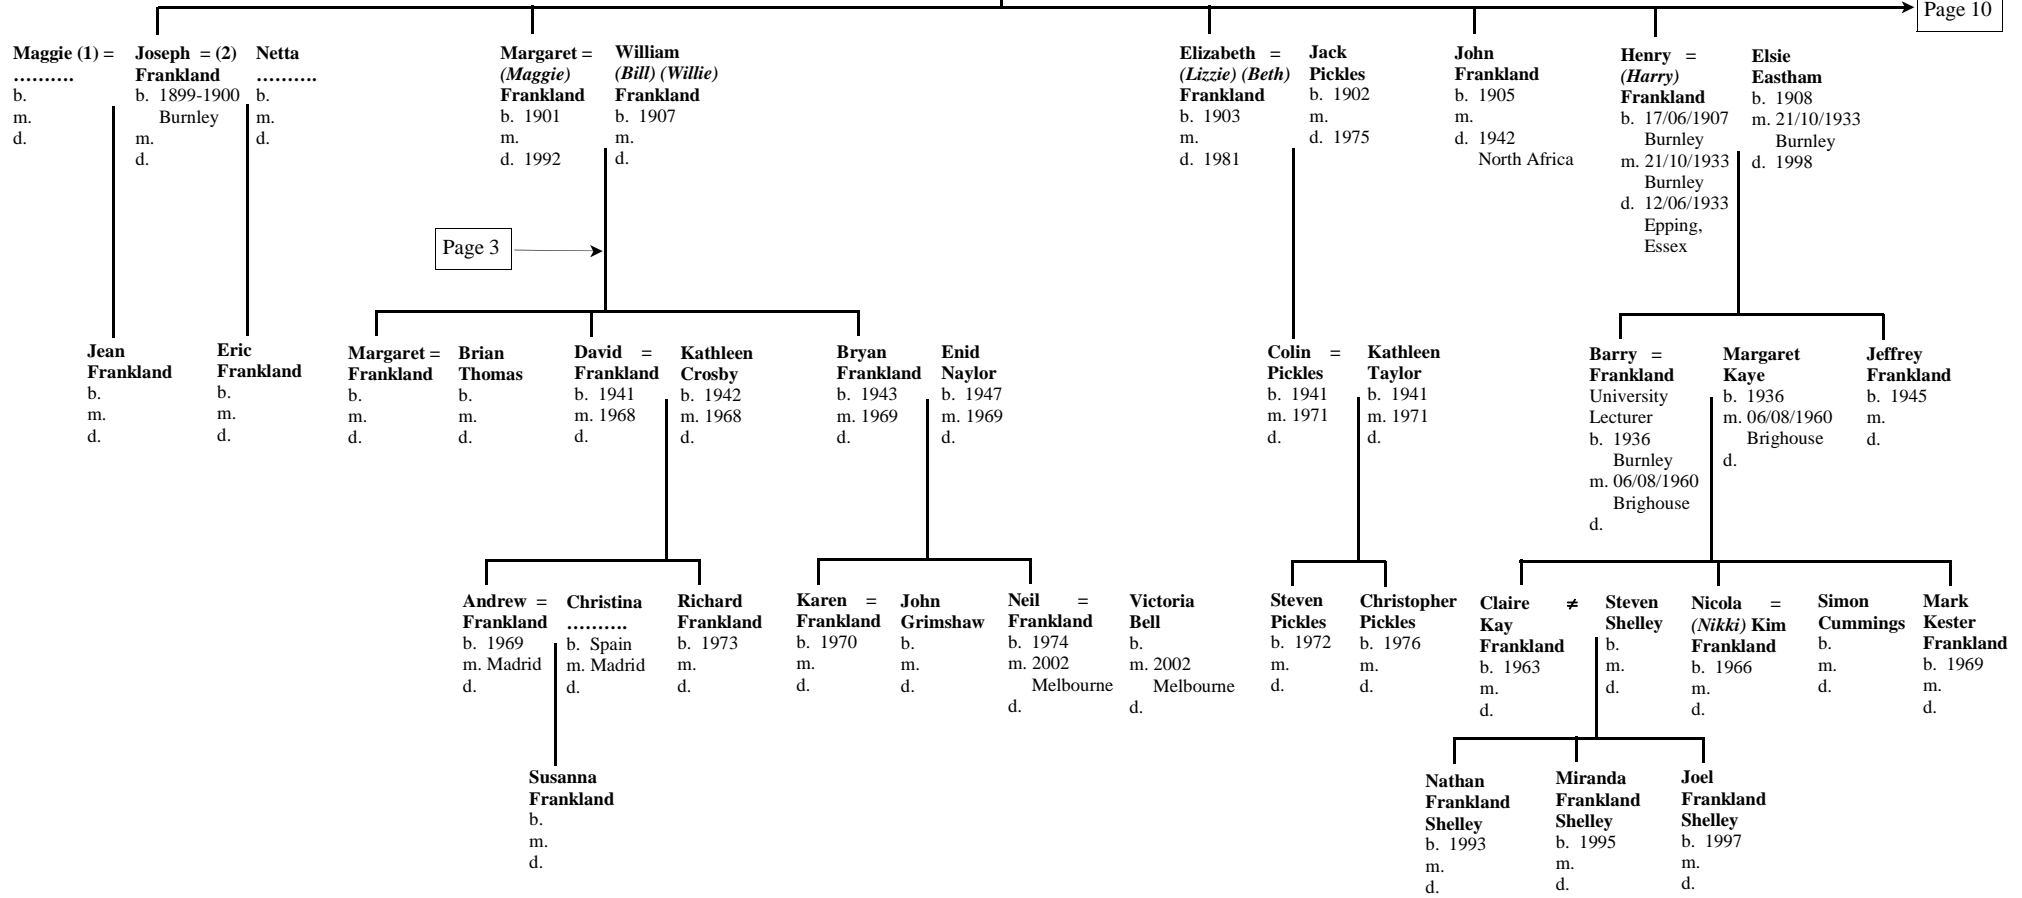 Page 10
Maggie (1) =
……….
b.
m.
d.
Joseph = (2)
Frankland
b. 1899-1900
Burnley
m.
d.
Netta
……….
b.
m.
d.
Margaret =
(Maggie)
Frankland
b. 1901
m.
d. 1992
William
(Bill) (Willie)
Frankland
b. 1907
m.
d.
Elizabeth =
(Lizzie) (Beth)
Frankland
b. 1903
m.
d. 1981
Jack
Pickles
b. 1902
m.
d. 1975
John
Frankland
b. 1905
m.
d. 1942
North Africa
Henry =
(Harry)
Frankland
b. 17/06/1907
Burnley
m. 21/10/1933
Burnley
d. 12/06/1933
Epping,
Essex
Elsie
Eastham
b. 1908
m. 21/10/1933
Burnley
d. 1998
Page 3
Jean
Frankland
b.
m.
d.
Eric
Frankland
b.
m.
d.
Margaret =
Frankland
b.
m.
d.
Brian
Thomas
b.
m.
d.
David =
Frankland
b. 1941
m. 1968
d.
Kathleen
Crosby
b. 1942
m. 1968
d.
Bryan
Frankland
b. 1943
m. 1969
d.
Enid
Naylor
b. 1947
m. 1969
d.
Colin =
Pickles
b. 1941
m. 1971
d.
Kathleen
Taylor
b. 1941
m. 1971
d.
Barry =
Frankland
University
Lecturer
b. 1936
Burnley
m. 06/08/1960
Brighouse
d.
Margaret
Kaye
b. 1936
m. 06/08/1960
Brighouse
d.
Jeffrey
Frankland
b. 1945
m.
d.
Andrew =
Frankland
b. 1969
m. Madrid
d.
Christina
……….
b. Spain
m. Madrid
d.
Richard
Frankland
b. 1973
m.
d.
Karen =
Frankland
b. 1970
m.
d.
John
Grimshaw
b.
m.
d.
Neil =
Frankland
b. 1974
m. 2002
Melbourne
d.
Victoria
Bell
b.
m. 2002
Melbourne
d.
Steven
Pickles
b. 1972
m.
d.
Christopher
Pickles
b. 1976
m.
d.
Claire ≠
Kay
Frankland
b. 1963
m.
d.
Steven
Shelley
b.
m.
d.
Nicola =
(Nikki) Kim
Frankland
b. 1966
m.
d.
Simon
Cummings
b.
m.
d.
Mark
Kester
Frankland
b. 1969
m.
d.
Susanna
Frankland
b.
m.
d.
Nathan
Frankland
Shelley
b. 1993
m.
d.
Miranda
Frankland
Shelley
b. 1995
m.
d.
Joel
Frankland
Shelley
b. 1997
m.
d.